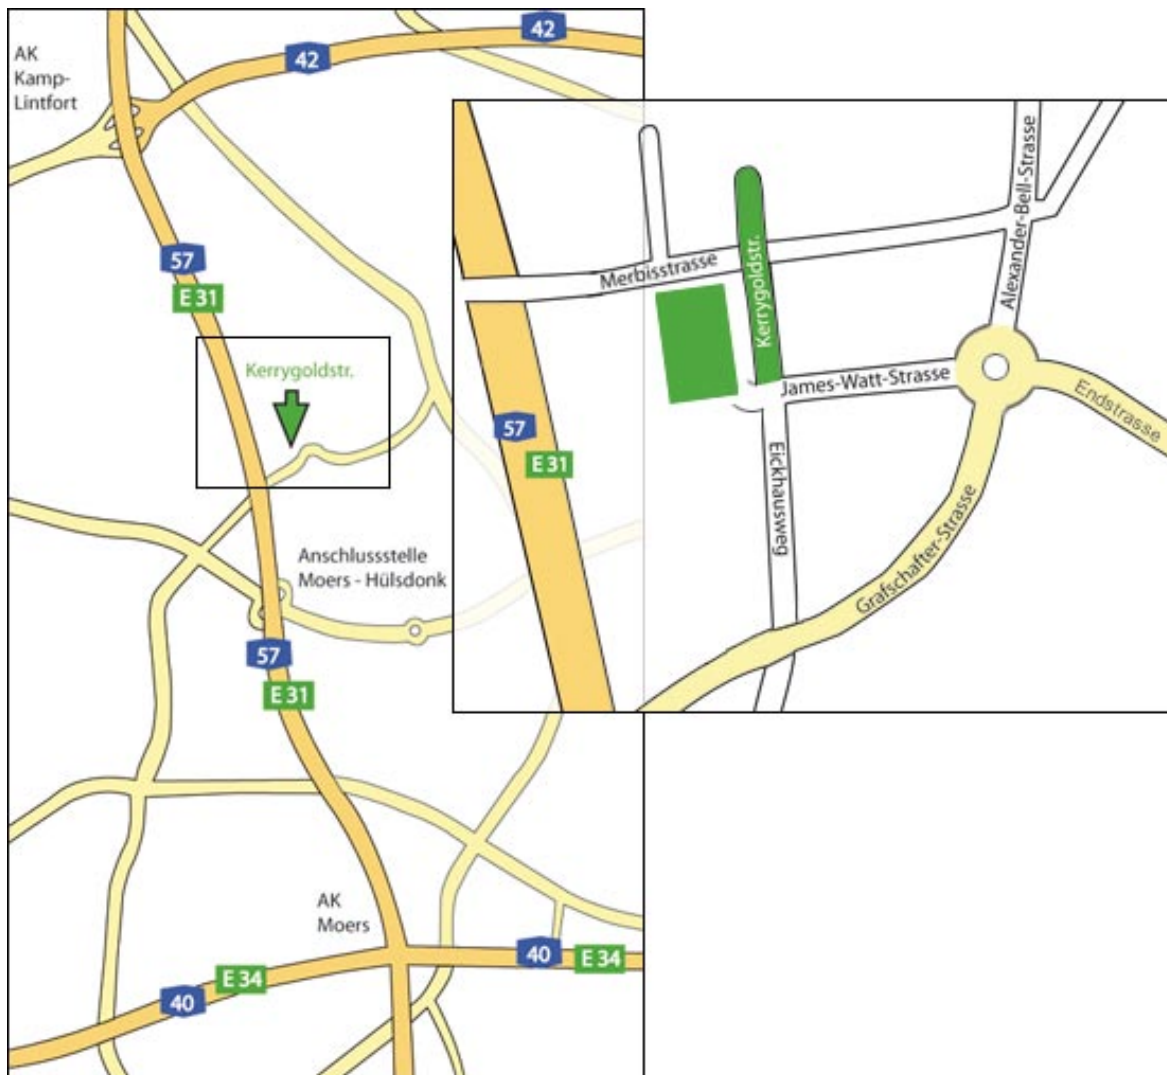 42
42
AK
Kamp-
Lintfort
57
E 31
Kerrygoldstr.
Anschlussstelle
Moers - Hülsdonk
57
E 31
AK
Moers
40
E 34
E 34
40
Alexander-Bell-Strasse
Merbisstrasse
Kerrygoldstr.
James-Watt-Strasse
Endstrasse
57
E 31
Eickhausweg
Grafschafter-Strasse